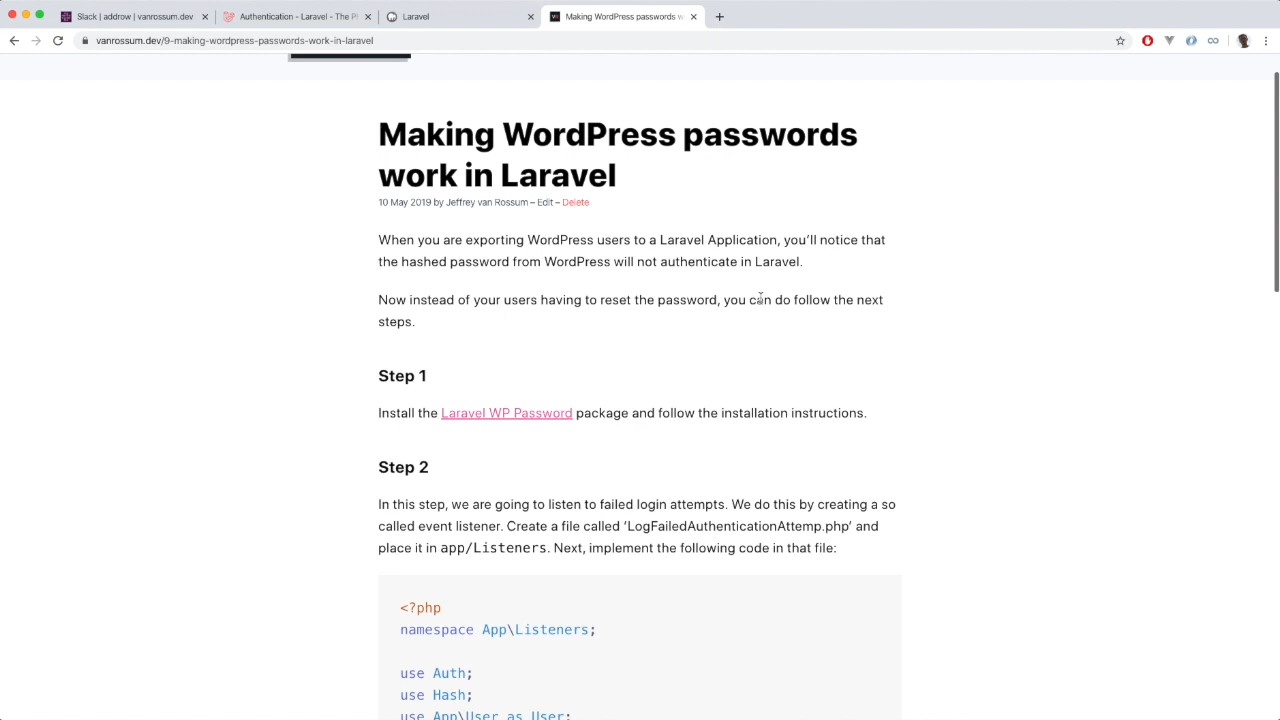 Slack | addrow | vanrossum.dev
Authentication - Laravel - The P
Laravel
Making WordPress passwords w
vanrossum.dev/9-making-wordpress-passwords-work-in-laravel
Making WordPress passwords
work in Laravel
10 May 2019 by Jeffrey van Rossum – Edit – Delete
When you are exporting WordPress users to a Laravel Application, you'll notice that
the hashed password from WordPress will not authenticate in Laravel.
Now instead of your users having to reset the password, you can do follow the next
steps.
Step 1
Install the Laravel WP Password package and follow the installation instructions.
Step 2
In this step, we are going to listen to failed login attempts. We do this by creating a so
called event listener. Create a file called 'LogFailedAuthenticationAttemp.php' and
place it in app/Listeners. Next, implement the following code in that file:
<?php
namespace App\Listeners;
use Auth;
use Hash;
use App\User as User;